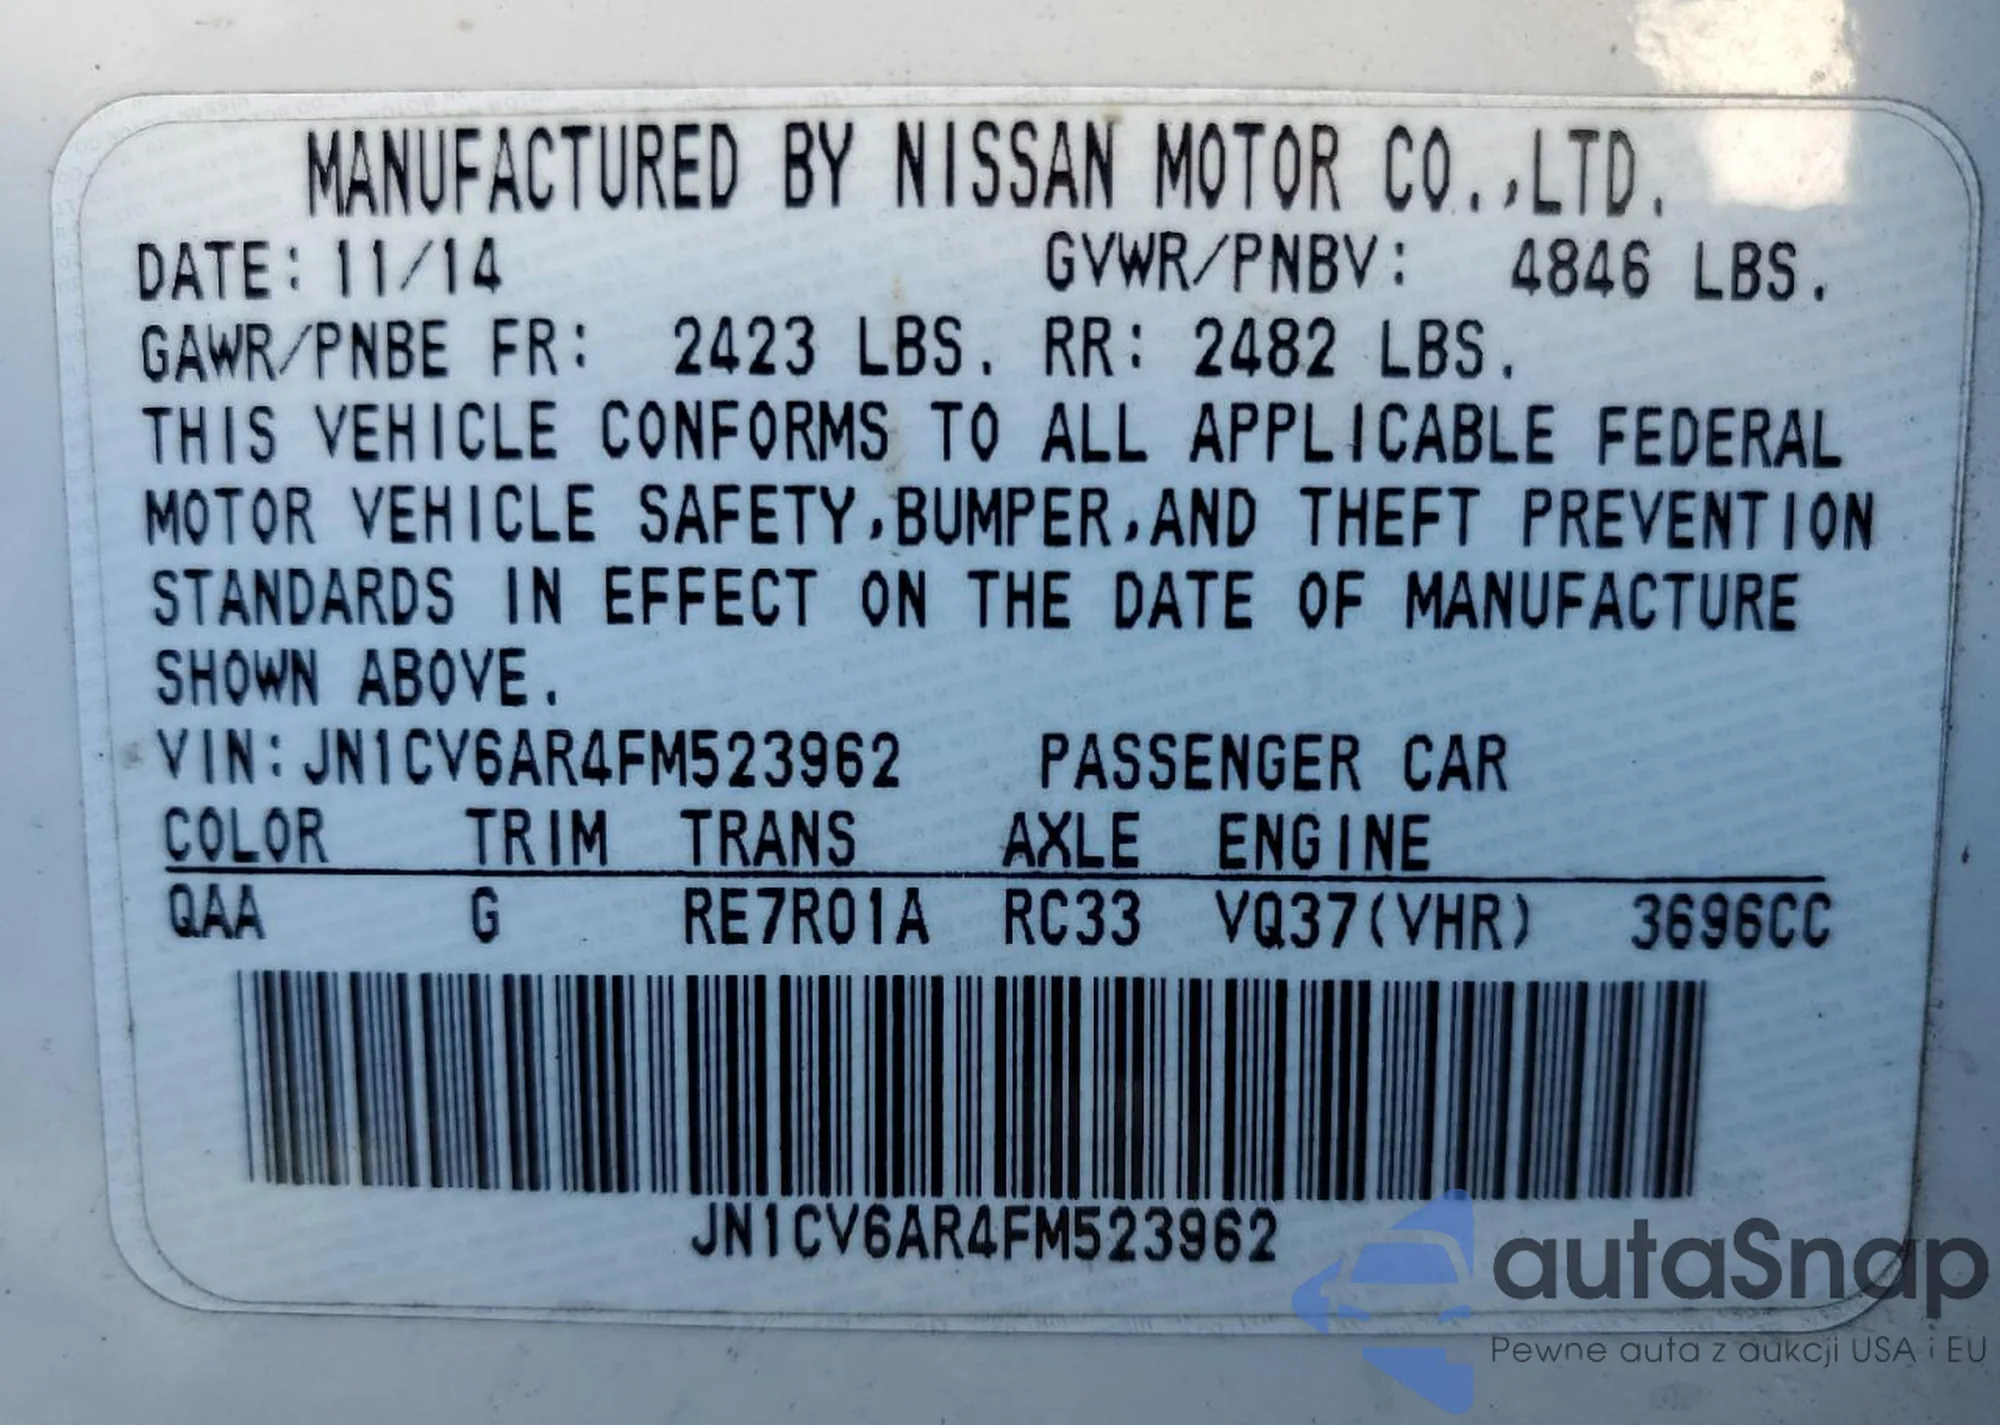 MANUFACTURED BY NISSAN MOTOR CO.,LTD.
DATE: 11/14 GVWR/PNBV: 4846 LBS.
GAWR/PNBE FR: 2423 LBS. RR: 2482 LBS.
THIS VEHICLE CONFORMS TO ALL APPLICABLE FEDERAL
MOTOR VEHICLE SAFETY,BUMPER,AND THEFT PREVENTION
STANDARDS IN EFFECT ON THE DATE OF MANUFACTURE
SHOWN ABOVE.
VIN:JN1CV6AR4FM523962 PASSENGER CAR
COLOR TRIM TRANS AXLE ENGINE
QAA G RE7R01A RC33 VQ37(VHR) 3696CC
JN1CV6AR4FM523962
autaSnap
Pewne auta z aukcji USA i EU